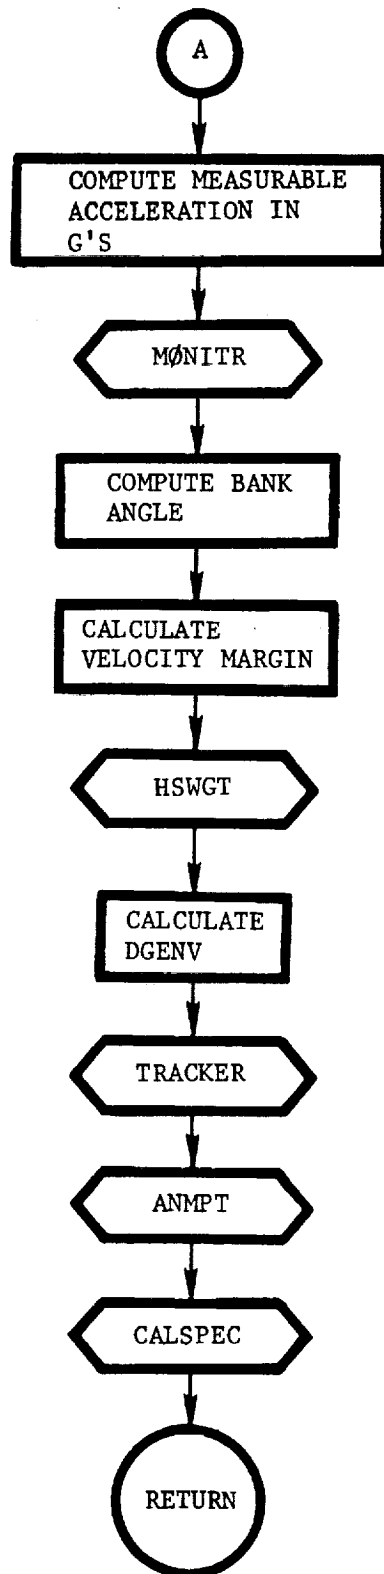 A
COMPUTE MEASURABLE
ACCELERATION IN
G'S
MØNITR
COMPUTE BANK
ANGLE
CALCULATE
VELOCITY MARGIN
HSWGT
CALCULATE
DGENV
TRACKER
ANMPT
CALSPEC
RETURN